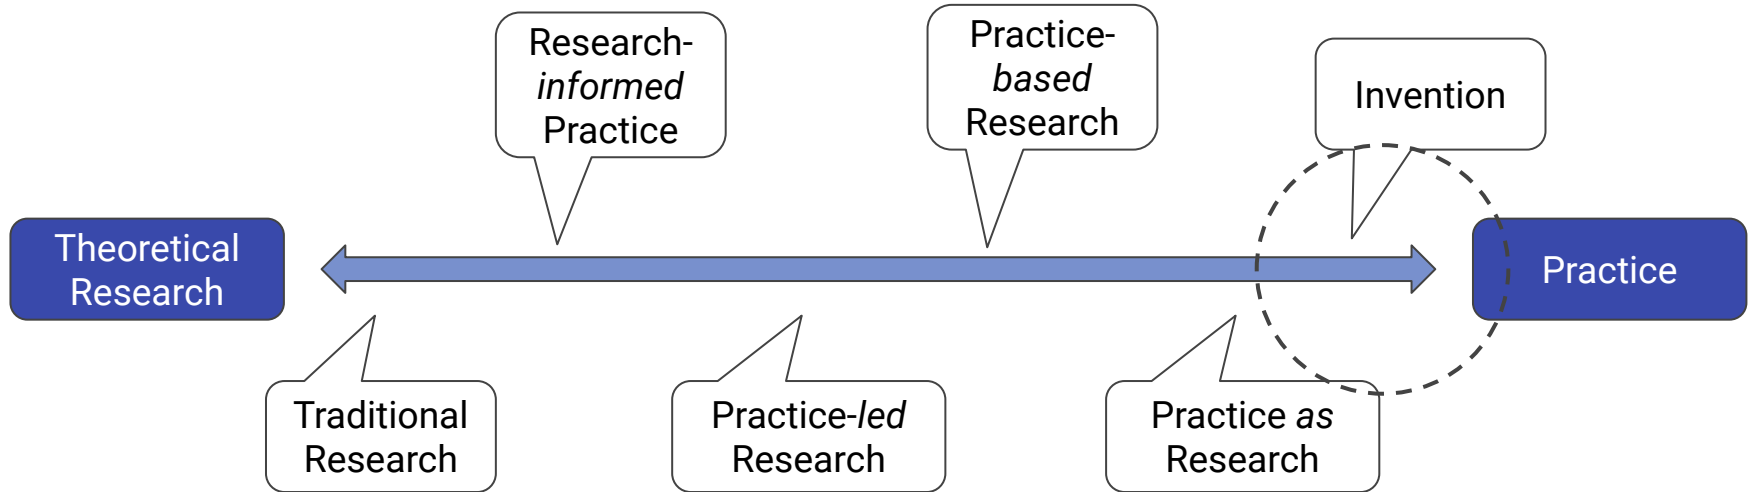 Research-
informed
Practice
Practice-
based
Research
Invention
Theoretical
Research
Practice
Traditional
Research
Practice-led
Research
Practice as
Research